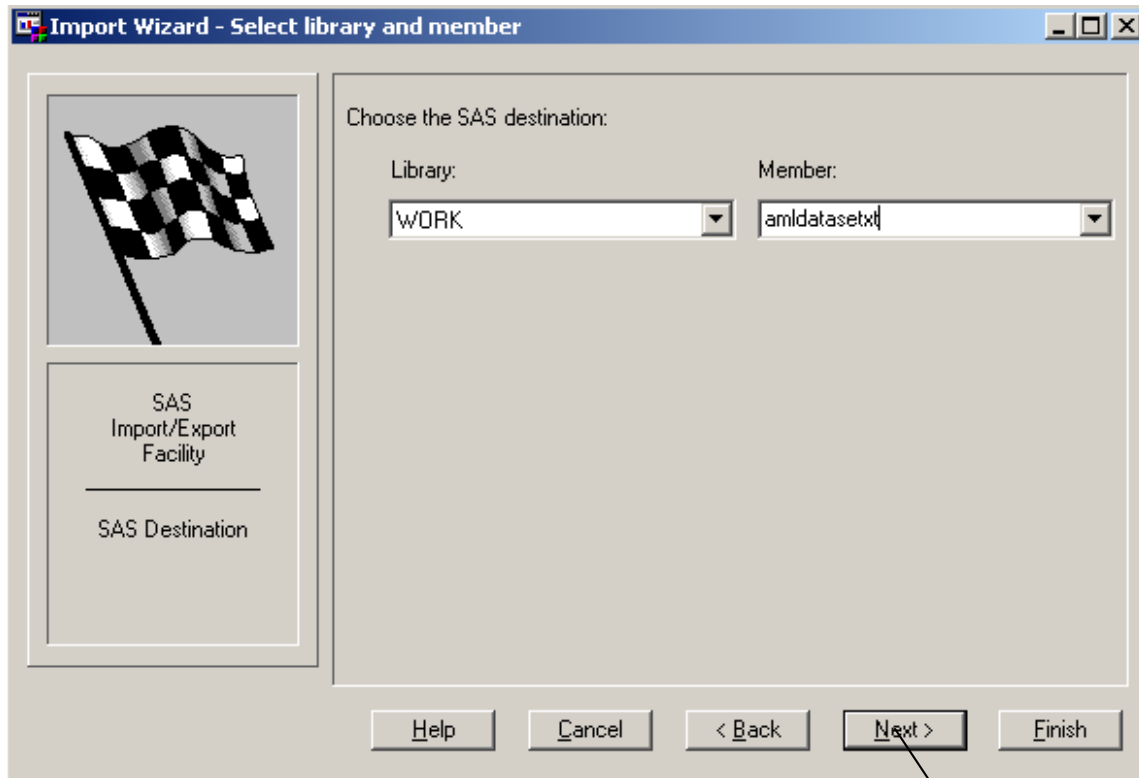 Import Wizard - Select library and member
Choose the SAS destination:
Library: Member:
WORK amldatasetxt
SAS
Import/Export
Facility
SAS Destination
Help Cancel < Back Next > Finish